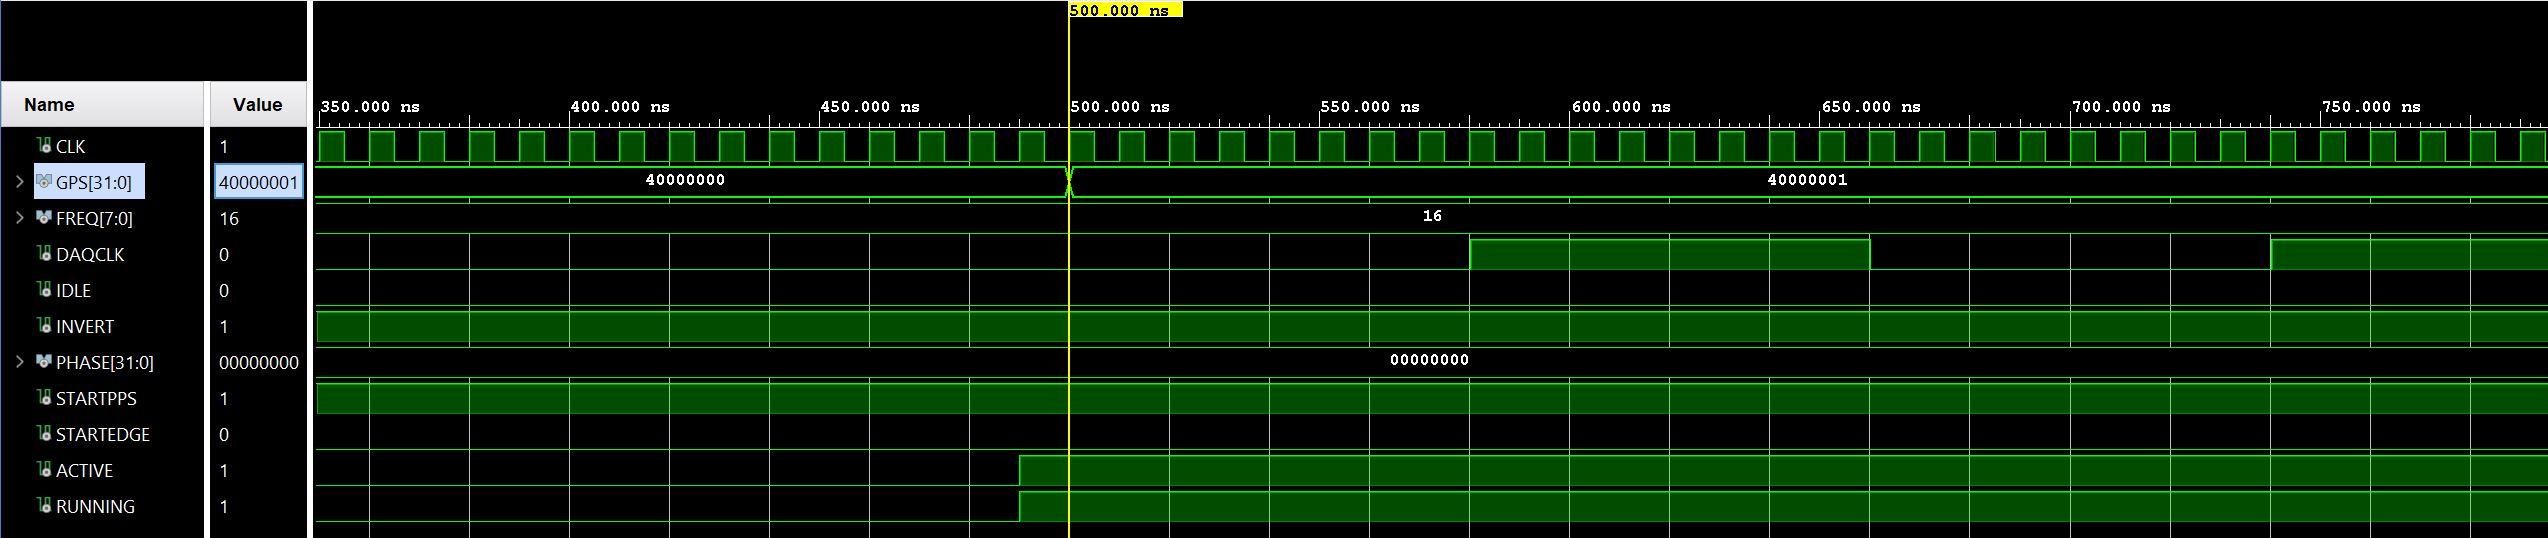 500.000 ns
Name Value
350.000 ns 400.000 ns 450.000 ns 500.000 ns 550.000 ns 600.000 ns 650.000 ns 700.000 ns 750.000 ns
CLK 1
GPS[31:0] 40000001 40000000 40000001
FREQ[7:0] 16 16
DAQCLK 0
IDLE 0
INVERT 1
PHASE[31:0] 00000000 00000000
STARTPPS 1
STARTEDGE 0
ACTIVE 1
RUNNING 1